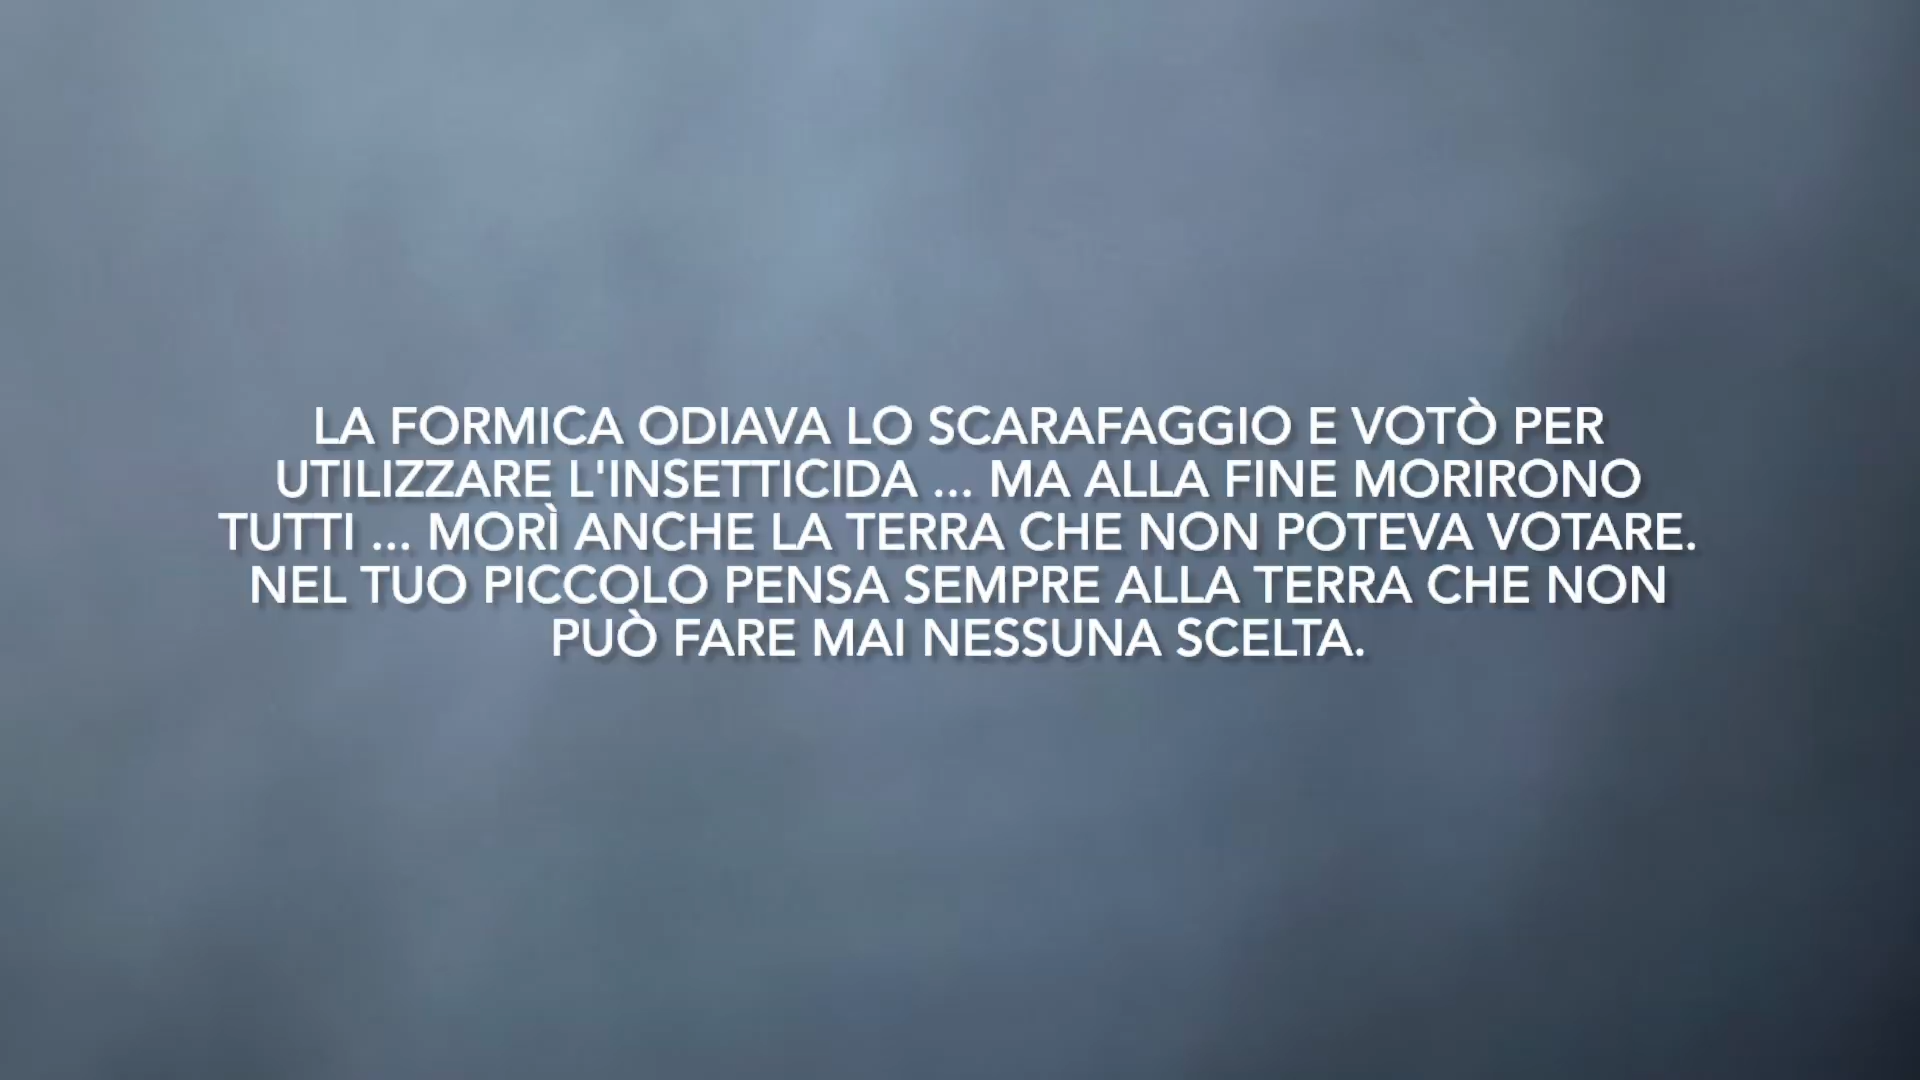 LA FORMICA ODIAVA LO SCARAFAGGIO E VOTÒ PER
UTILIZZARE L'INSETTICIDA ... MA ALLA FINE MORIRONO
TUTTI ... MORÌ ANCHE LA TERRA CHE NON POTEVA VOTARE.
NEL TUO PICCOLO PENSA SEMPRE ALLA TERRA CHE NON
PUÒ FARE MAI NESSUNA SCELTA.